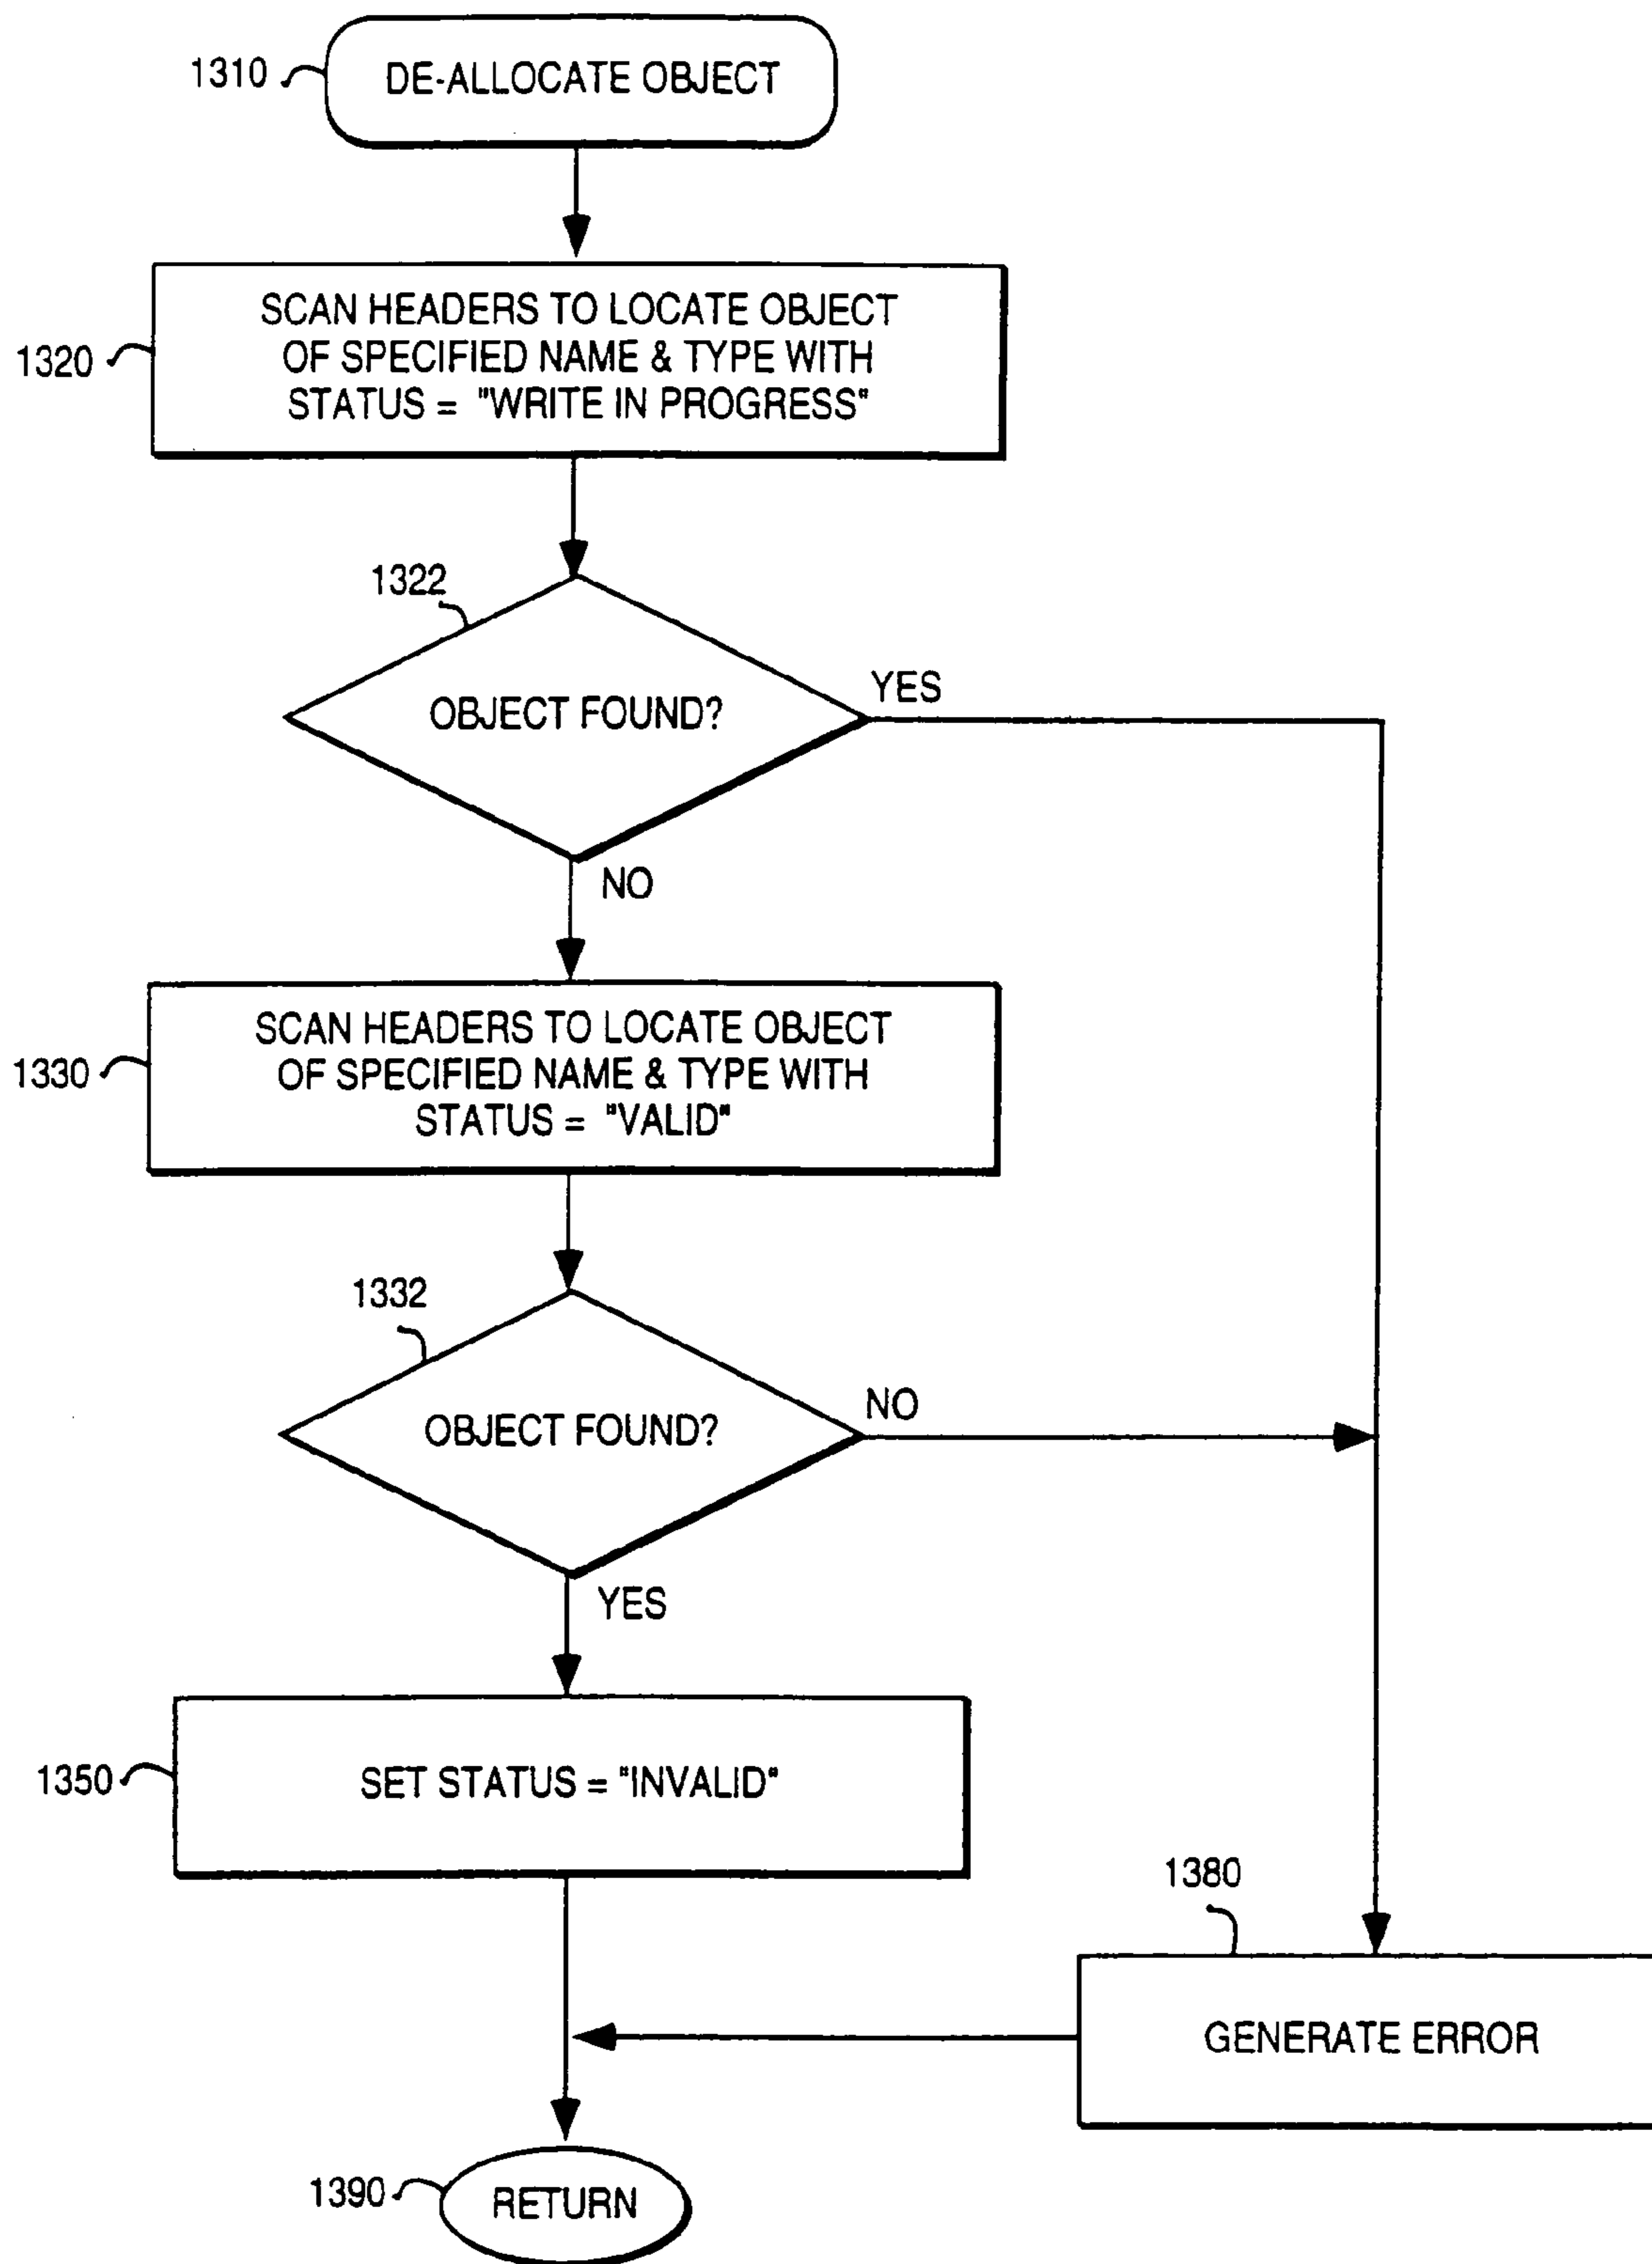 1310
DE-ALLOCATE OBJECT
1320
SCAN HEADERS TO LOCATE OBJECT
OF SPECIFIED NAME & TYPE WITH
STATUS = "WRITE IN PROGRESS"
1322
OBJECT FOUND?
YES
NO
1330
SCAN HEADERS TO LOCATE OBJECT
OF SPECIFIED NAME & TYPE WITH
STATUS = "VALID"
1332
OBJECT FOUND?
NO
YES
1350
SET STATUS = "INVALID"
1380
GENERATE ERROR
1390
RETURN